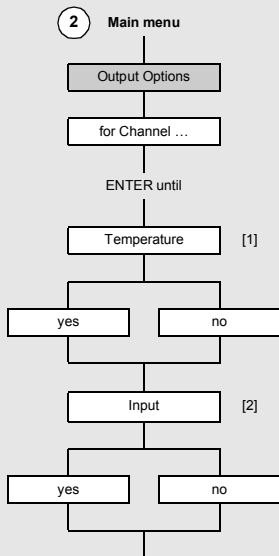 2 Main menu
Output Options
for Channel …
ENTER until
Temperature [1]
yes no
Input [2]
yes no